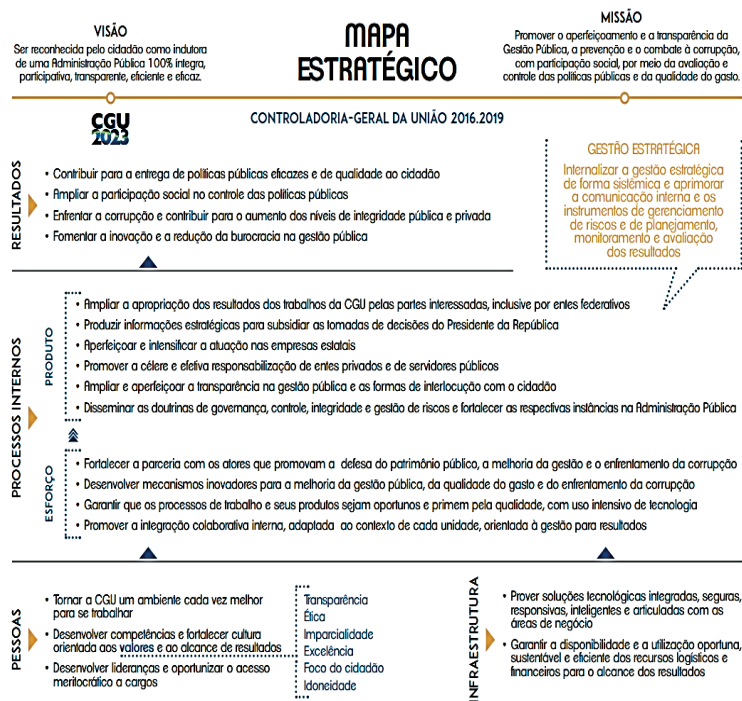 VISÃO
Ser reconhecida pelo cidadão como indutora
de uma Administração Pública 100% íntegra,
participativa, transparente, eficiente e eficaz.
MAPA
ESTRATÉGICO
MISSÃO
Promover o aperfeiçoamento e a transparência da
Gestão Pública, a prevenção e o combate à corrupção,
com participação social, por meio da avaliação e
controle das políticas públicas e da qualidade do gasto.
CGU
2023
CONTROLADORIA-GERAL DA UNIÃO 2016.2019
GESTÃO ESTRATÉGICA
Internalizar a gestão estratégica
de forma sistêmica e aprimorar
a comunicação interna e os
instrumentos de gerenciamento
de riscos e de planejamento,
monitoramento e avaliação
dos resultados
RESULTADOS
• Contribuir para a entrega de políticas públicas eficazes e de qualidade ao cidadão
• Ampliar a participação social no controle das políticas públicas
• Enfrentar a corrupção e contribuir para o aumento dos níveis de integridade pública e privada
• Fomentar a inovação e a redução da burocracia na gestão pública
PROCESSOS INTERNOS
PRODUTO
• Ampliar a apropriação dos resultados dos trabalhos da CGU pelas partes interessadas, inclusive por entes federativos
• Produzir informações estratégicas para subsidiar as tomadas de decisões do Presidente da República
• Aperfeiçoar e intensificar a atuação nas empresas estatais
• Promover a célere e efetiva responsabilização de entes privados e de servidores públicos
• Ampliar e aperfeiçoar a transparência na gestão pública e as formas de interlocução com o cidadão
• Disseminar as doutrinas de governança, controle, integridade e gestão de riscos e fortalecer as respectivas instâncias na Administração Pública
ESFORÇO
• Fortalecer a parceria com os atores que promovam a defesa do patrimônio público, a melhoria da gestão e o enfrentamento da corrupção
• Desenvolver mecanismos inovadores para a melhoria da gestão pública, da qualidade do gasto e do enfrentamento da corrupção
• Garantir que os processos de trabalho e seus produtos sejam oportunos e primem pela qualidade, com uso intensivo de tecnologia
• Promover a integração colaborativa interna, adaptada ao contexto de cada unidade, orientada à gestão para resultados
PESSOAS
• Tornar a CGU um ambiente cada vez melhor
para se trabalhar
• Desenvolver competências e fortalecer cultura
orientada aos valores e ao alcance de resultados
• Desenvolver lideranças e oportunizar o acesso
meritocrático a cargos
Transparência
Ética
Imparcialidade
Excelência
Foco do cidadão
Idoneidade
INFRAESTRUTURA
• Prover soluções tecnológicas integradas, seguras,
responsivas, inteligentes e articuladas com as
áreas de negócio
• Garantir a disponibilidade e a utilização oportuna,
sustentável e eficiente dos recursos logísticos e
financeiros para o alcance dos resultados